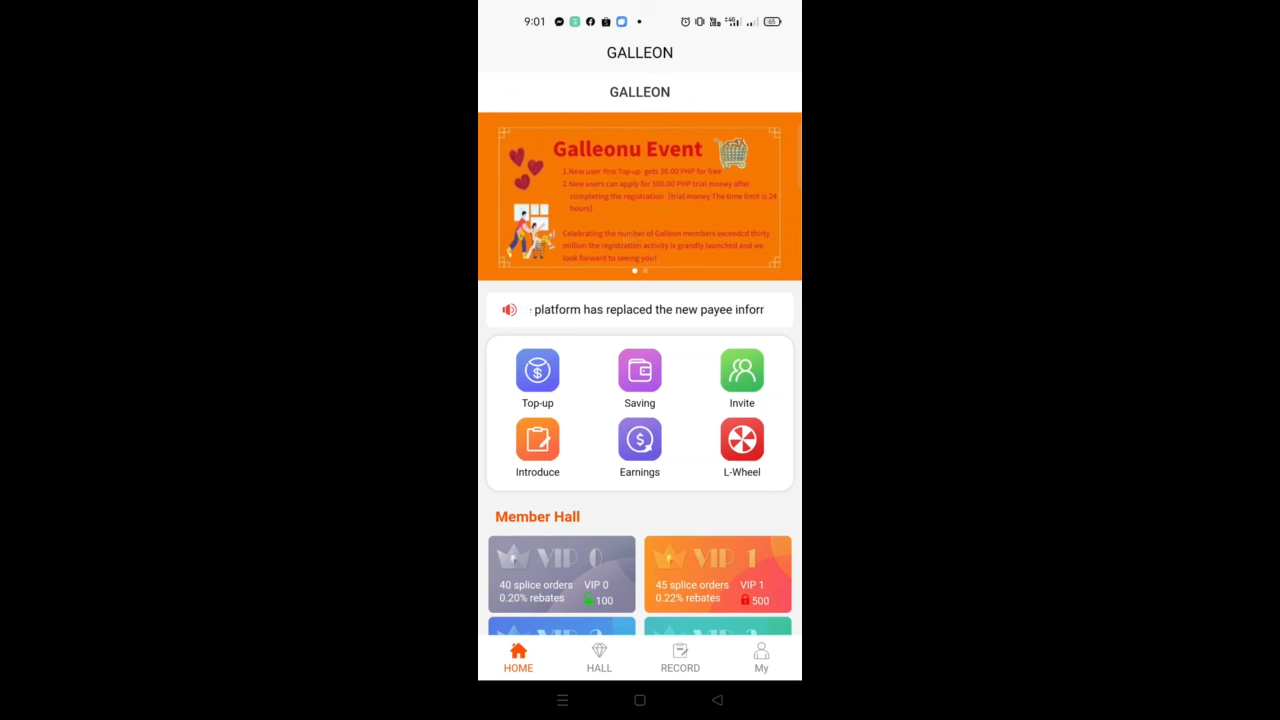 9:01
65
GALLEON
GALLEON
Galleonu Event
1.New user First Top-up gets 36.00 PHP for free
2.New users can apply for 500.00 PHP trial money after
completing the registration (trial money The time limit is 24
hours)
Celebrating the number of Galleon members exceedcd thirty
million the registration activity is grandly launched and we
look forward to seeing you!
platform has replaced the new payee inforr
Top-up
Saving
Invite
Introduce
Earnings
L-Wheel
Member Hall
VIP 0
40 splice orders VIP 0
0.20% rebates 100
VIP 1
45 splice orders VIP 1
0.22% rebates 500
HOME
HALL
RECORD
My